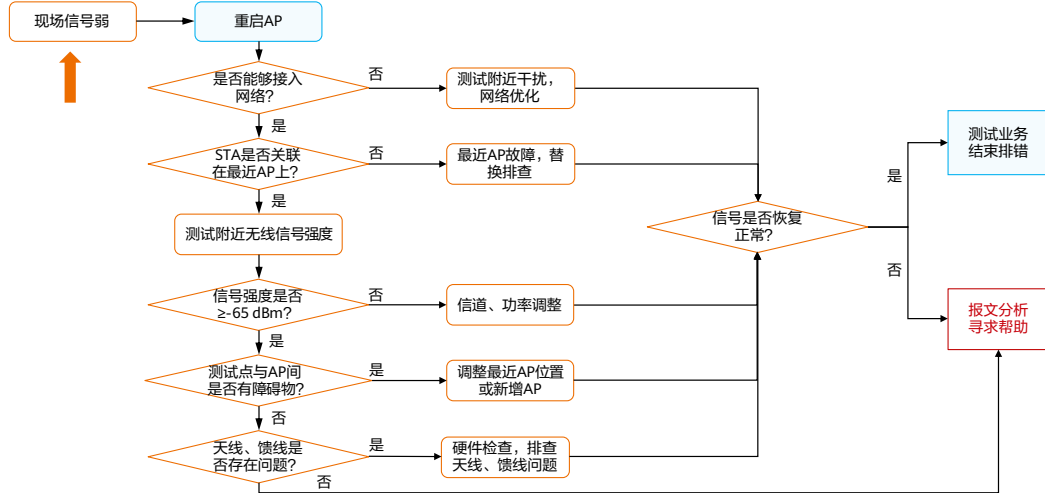 现场信号弱
重启AP
是否能够接入
网络?
否
测试附近干扰，
网络优化
是
STA是否关联
在最近AP上?
否
最近AP故障，替
换排查
是
测试附近无线信号强度
信号强度是否
≥-65 dBm?
否
信道、功率调整
是
测试点与AP间
是否有障碍物?
是
调整最近AP位置
或新增AP
否
天线、馈线是
否存在问题?
是
硬件检查，排查
天线、馈线问题
否
信号是否恢复
正常?
是
测试业务
结束排错
否
报文分析
寻求帮助